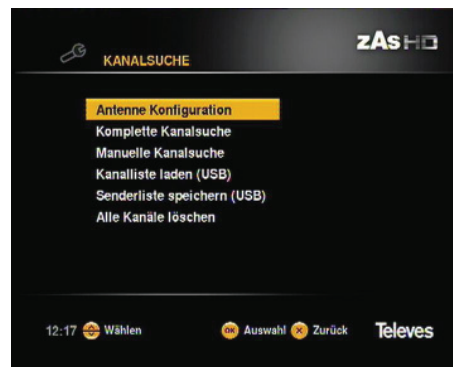 zAs HD
KANALSUCHE
Antenne Konfiguration
Komplette Kanalsuche
Manuelle Kanalsuche
Kanalliste laden (USB)
Senderliste speichern (USB)
Alle Kanäle löschen
12:17 Wählen OK Auswahl X Zurück Televes